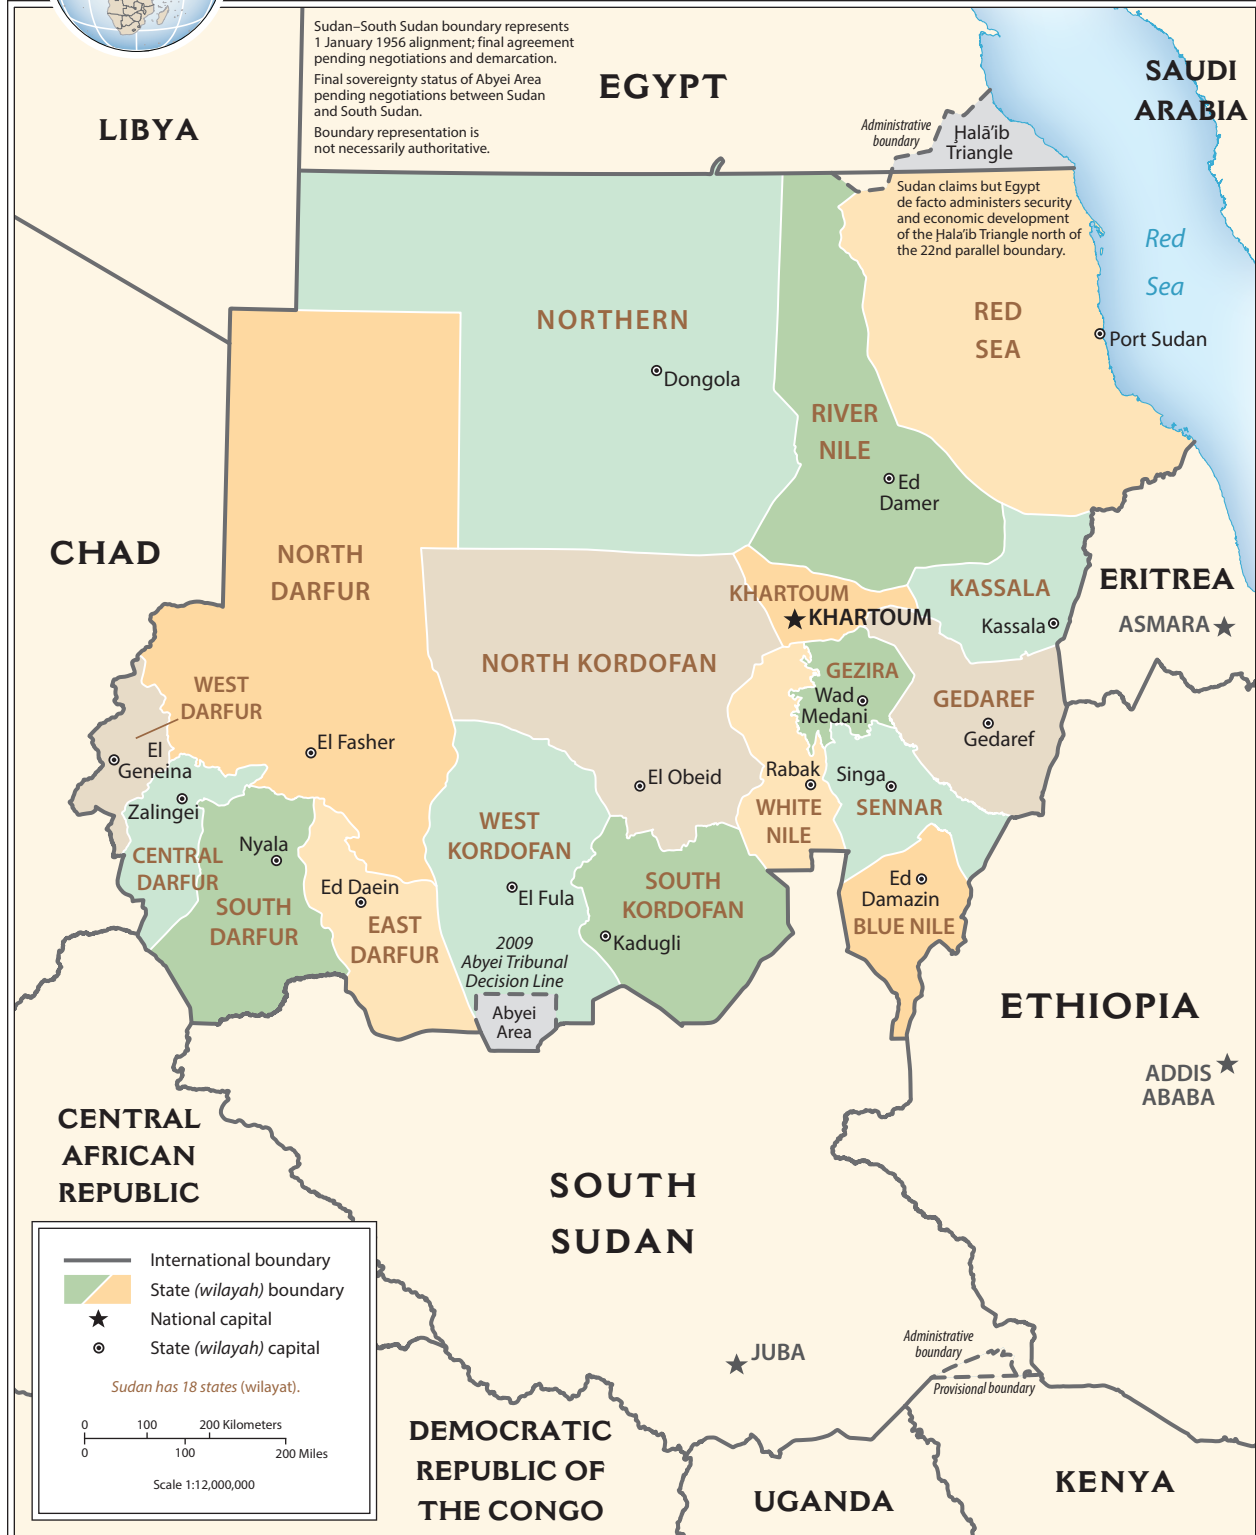 Sudan–South Sudan boundary represents
1 January 1956 alignment; final agreement
pending negotiations and demarcation.
Final sovereignty status of Abyei Area
pending negotiations between Sudan
and South Sudan.
Boundary representation is
not necessarily authoritative.
EGYPT
SAUDI
ARABIA
LIBYA
Administrative
boundary
Ḩalā'ib
Triangle
Sudan claims but Egypt
de facto administers security
and economic development
of the Ḩala'ib Triangle north of
the 22nd parallel boundary.
Red
Sea
NORTHERN
RED
SEA
Port Sudan
Dongola
RIVER
NILE
Ed
Damer
CHAD
NORTH
DARFUR
KHARTOUM
KHARTOUM
KASSALA
Kassala
ERITREA
ASMARA
NORTH KORDOFAN
GEZIRA
Wad
Medani
GEDAREF
Gedaref
WEST
DARFUR
El
Geneina
El Fasher
El Obeid
Rabak
WHITE
NILE
Singa
SENNAR
Zalingei
CENTRAL
DARFUR
Nyala
SOUTH
DARFUR
Ed Daein
EAST
DARFUR
WEST
KORDOFAN
El Fula
SOUTH
KORDOFAN
Kadugli
Ed
Damazin
BLUE NILE
2009
Abyei Tribunal
Decision Line
Abyei
Area
ETHIOPIA
ADDIS
ABABA
CENTRAL
AFRICAN
REPUBLIC
SOUTH
SUDAN
International boundary
State (wilayah) boundary
National capital
State (wilayah) capital
Sudan has 18 states (wilayat).
0 100 200 Kilometers
0 100 200 Miles
Scale 1:12,000,000
JUBA
Administrative
boundary
Provisional boundary
DEMOCRATIC
REPUBLIC OF
THE CONGO
UGANDA
KENYA